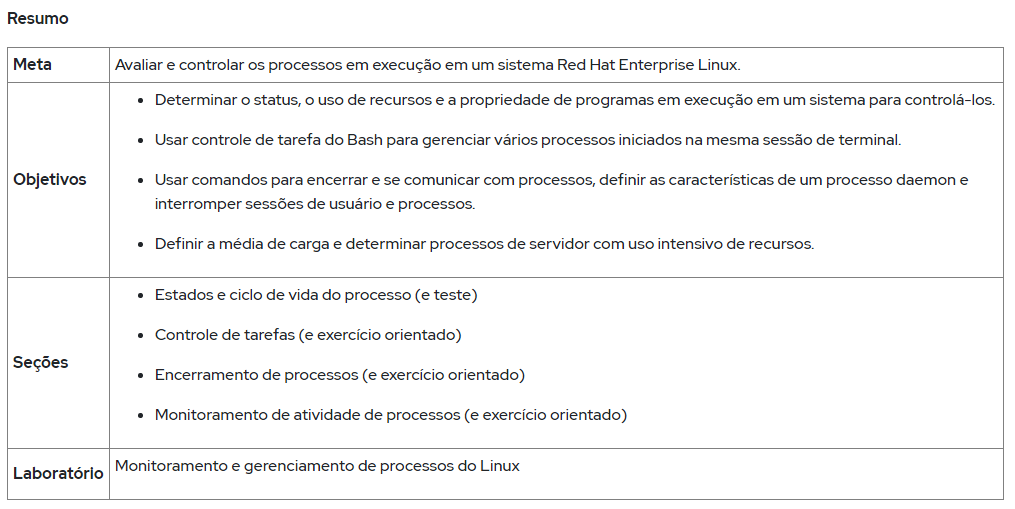 Resumo
Meta
Avaliar e controlar os processos em execução em um sistema Red Hat Enterprise Linux.
Objetivos
Determinar o status, o uso de recursos e a propriedade de programas em execução em um sistema para controlá-los.
Usar controle de tarefa do Bash para gerenciar vários processos iniciados na mesma sessão de terminal.
Usar comandos para encerrar e se comunicar com processos, definir as características de um processo daemon e
interromper sessões de usuário e processos.
Definir a média de carga e determinar processos de servidor com uso intensivo de recursos.
Seções
Estados e ciclo de vida do processo (e teste)
Controle de tarefas (e exercício orientado)
Encerramento de processos (e exercício orientado)
Monitoramento de atividade de processos (e exercício orientado)
Laboratório
Monitoramento e gerenciamento de processos do Linux